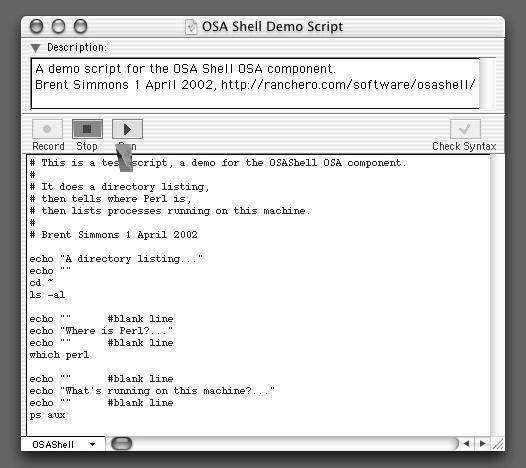 OSA Shell Demo Script
Description:
A demo script for the OSA Shell OSA component.
Brent Simmons 1 April 2002, http://ranchero.com/software/osashell/
Record Stop Run Check Syntax
# This is a test script, a demo for the OSAShell OSA component.
#
# It does a directory listing,
# then tells where Perl is,
# then lists processes running on this machine.
#
# Brent Simmons 1 April 2002
echo "A directory listing..."
echo ""
cd ~
ls -al
echo "" #blank line
echo "Where is Perl?..."
echo "" #blank line
which perl
echo "" #blank line
echo "What's running on this machine?..."
echo "" #blank line
ps aux
OSAShell